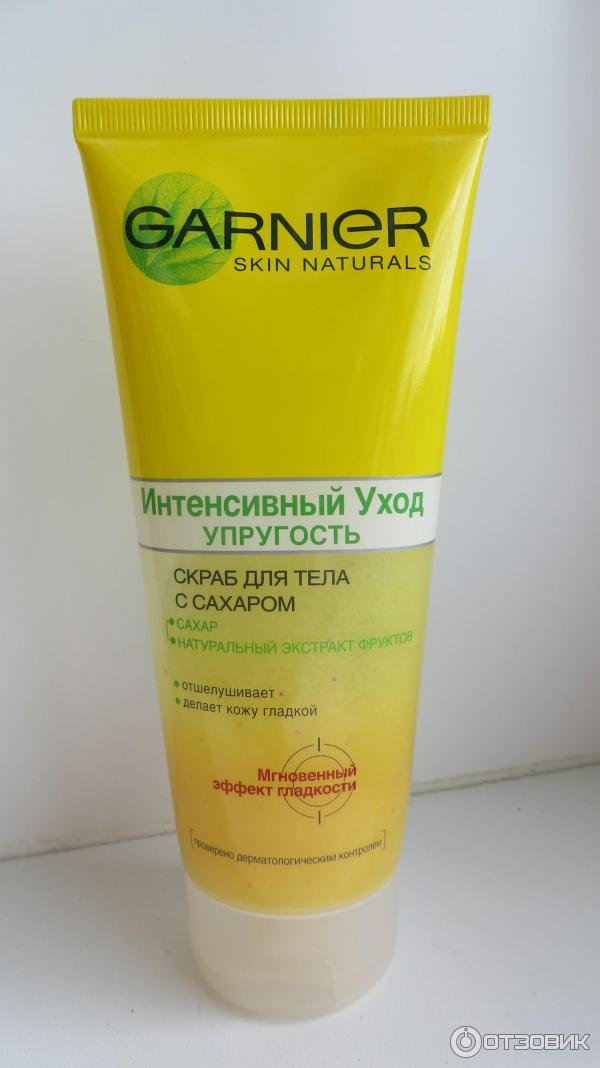 GARNIER
SKIN NATURALS
Интенсивный Уход
УПРУГОСТЬ
СКРАБ ДЛЯ ТЕЛА
С САХАРОМ
• САХАР
• НАТУРАЛЬНЫЙ ЭКСТРАКТ ФРУКТОВ
• отшелушивает
• делает кожу гладкой
Мгновенный
эффект гладкости
[проверено дерматологическим контролем]
ОТЗОВИК